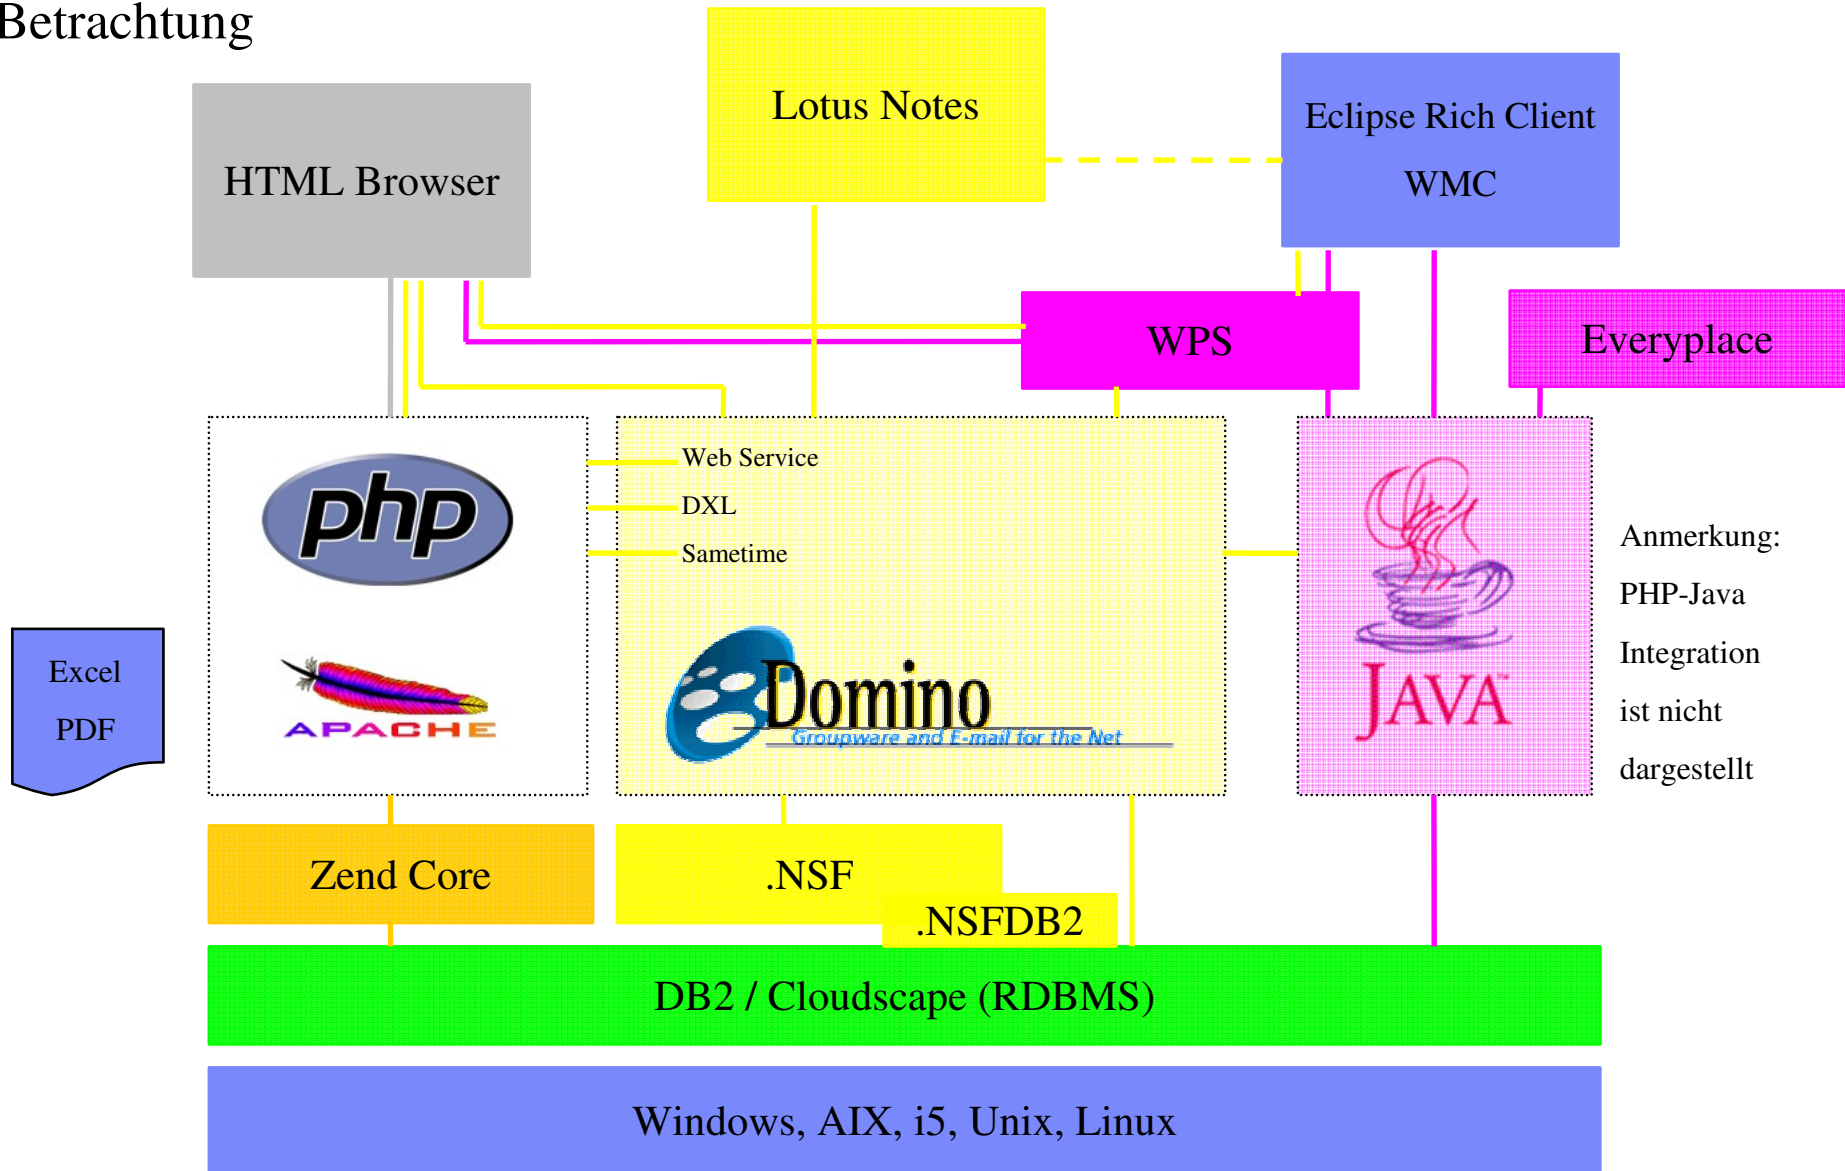 Betrachtung
Lotus Notes
Eclipse Rich Client
WMC
HTML Browser
WPS
Everyplace
php
Web Service
DXL
Sametime
Anmerkung:
PHP-Java
Integration
ist nicht
dargestellt
Excel
PDF
APACHE
Domino
Groupware and E-mail for the Net
JAVA™
Zend Core
.NSF
.NSFDB2
DB2 / Cloudscape (RDBMS)
Windows, AIX, i5, Unix, Linux